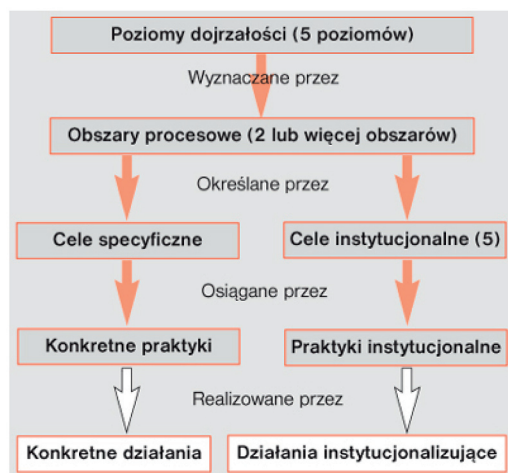 Poziomy dojrzałości (5 poziomów)
Wyznaczane przez
Obszary procesowe (2 lub więcej obszarów)
Określane przez
Cele specyficzne
Cele instytucjonalne (5)
Osiągane przez
Konkretne praktyki
Praktyki instytucjonalne
Realizowane przez
Konkretne działania
Działania instytucjonalizujące